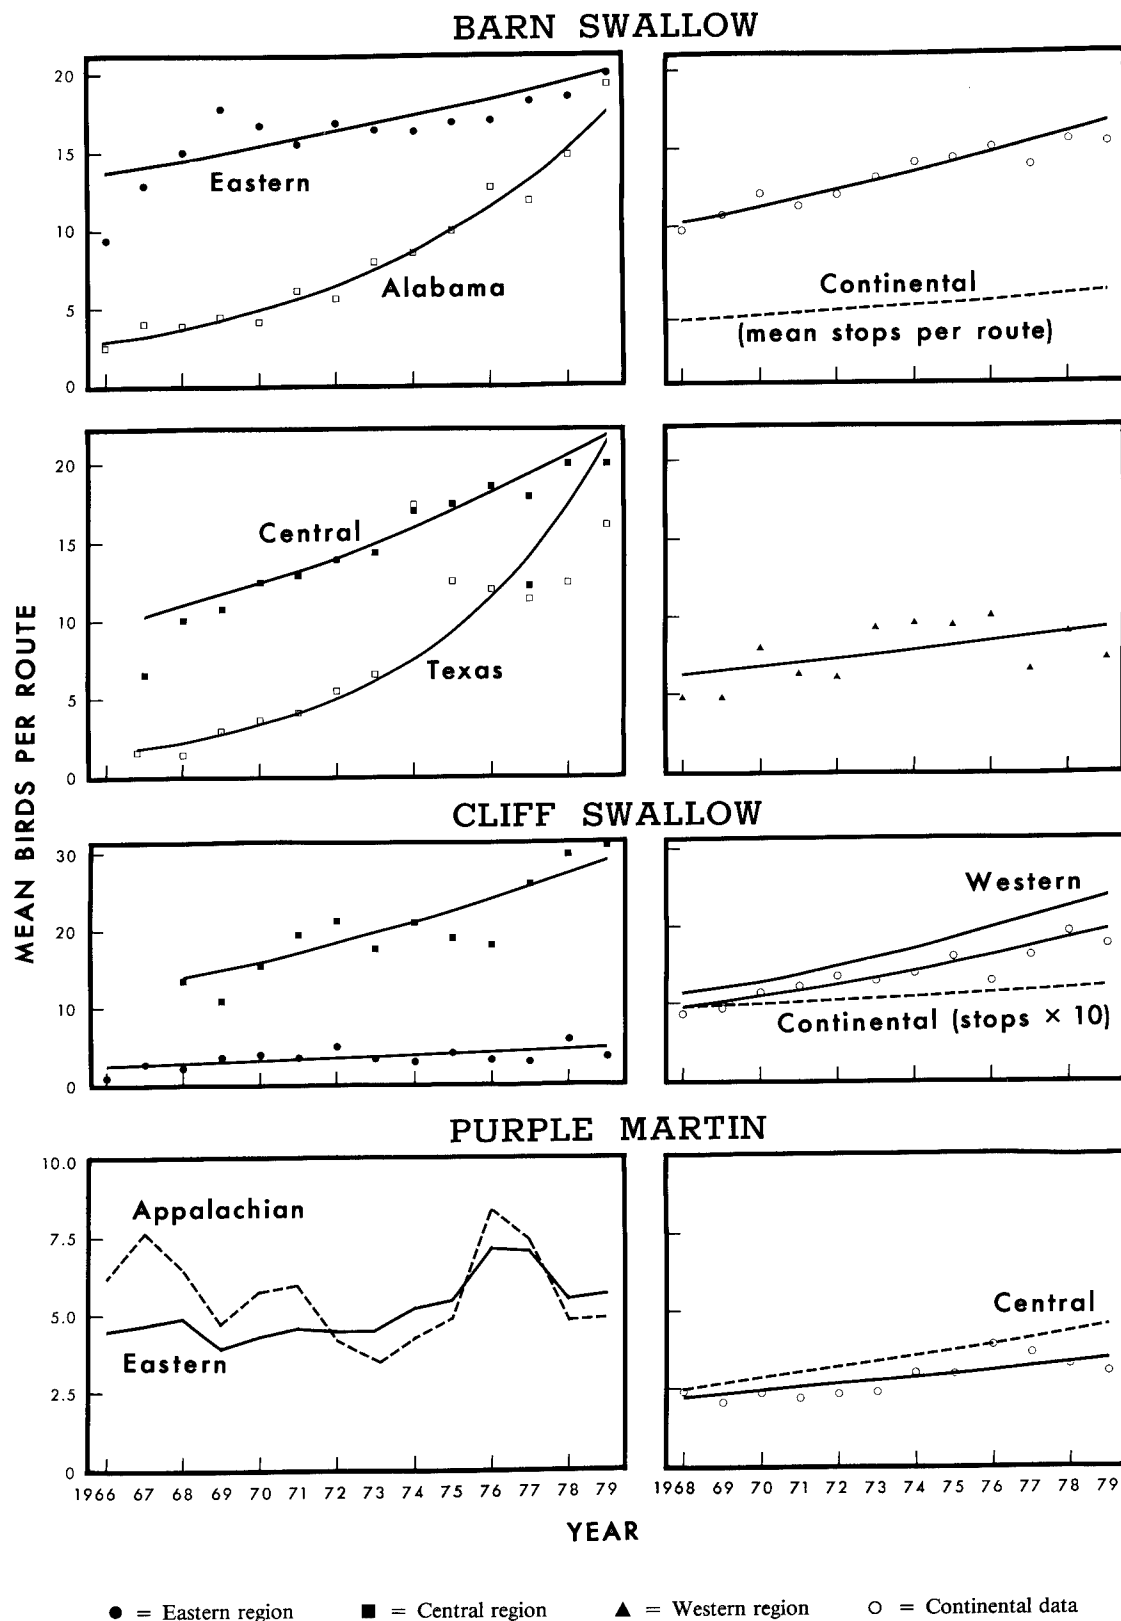 BARN SWALLOW
20
15
10
5
0
Eastern
Alabama
Continental
(mean stops per route)
MEAN BIRDS PER ROUTE
20
15
10
5
0
Central
Texas
CLIFF SWALLOW
30
20
10
0
Western
Continental (stops × 10)
PURPLE MARTIN
10.0
7.5
5.0
2.5
0
Appalachian
Eastern
Central
1966 67 68 69 70 71 72 73 74 75 76 77 78 79
1968 69 70 71 72 73 74 75 76 77 78 79
YEAR
● = Eastern region ■ = Central region ▲ = Western region ○ = Continental data